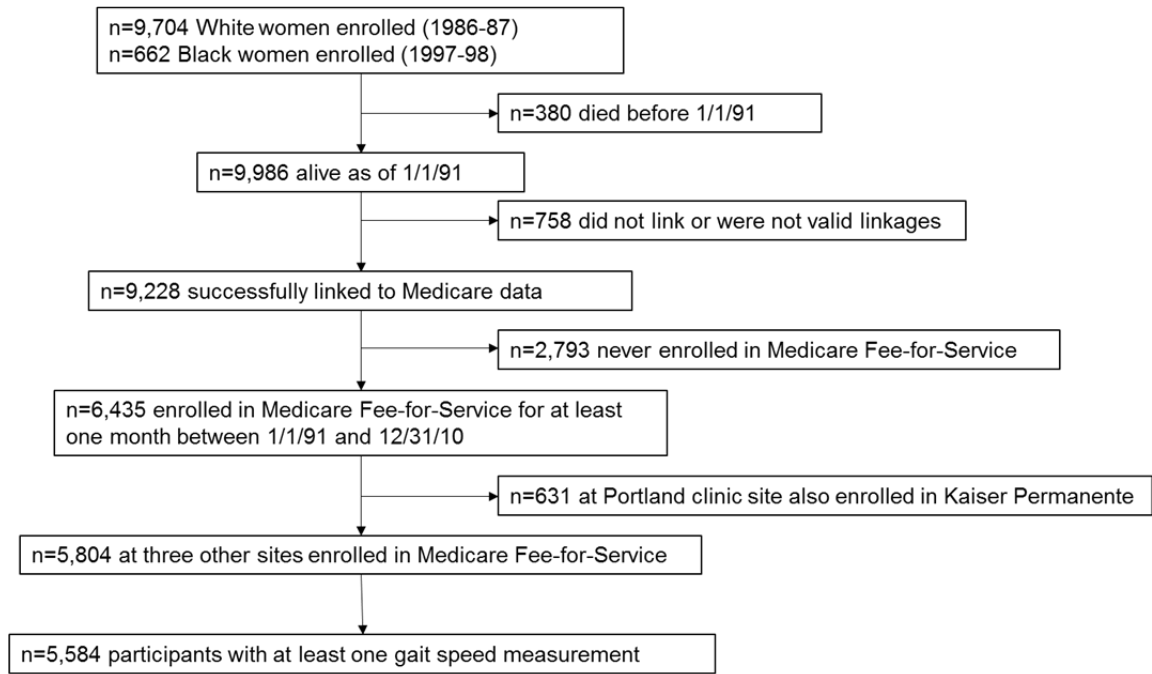 n=9,704 White women enrolled (1986-87)
n=662 Black women enrolled (1997-98)
n=380 died before 1/1/91
n=9,986 alive as of 1/1/91
n=758 did not link or were not valid linkages
n=9,228 successfully linked to Medicare data
n=2,793 never enrolled in Medicare Fee-for-Service
n=6,435 enrolled in Medicare Fee-for-Service for at least
one month between 1/1/91 and 12/31/10
n=631 at Portland clinic site also enrolled in Kaiser Permanente
n=5,804 at three other sites enrolled in Medicare Fee-for-Service
n=5,584 participants with at least one gait speed measurement